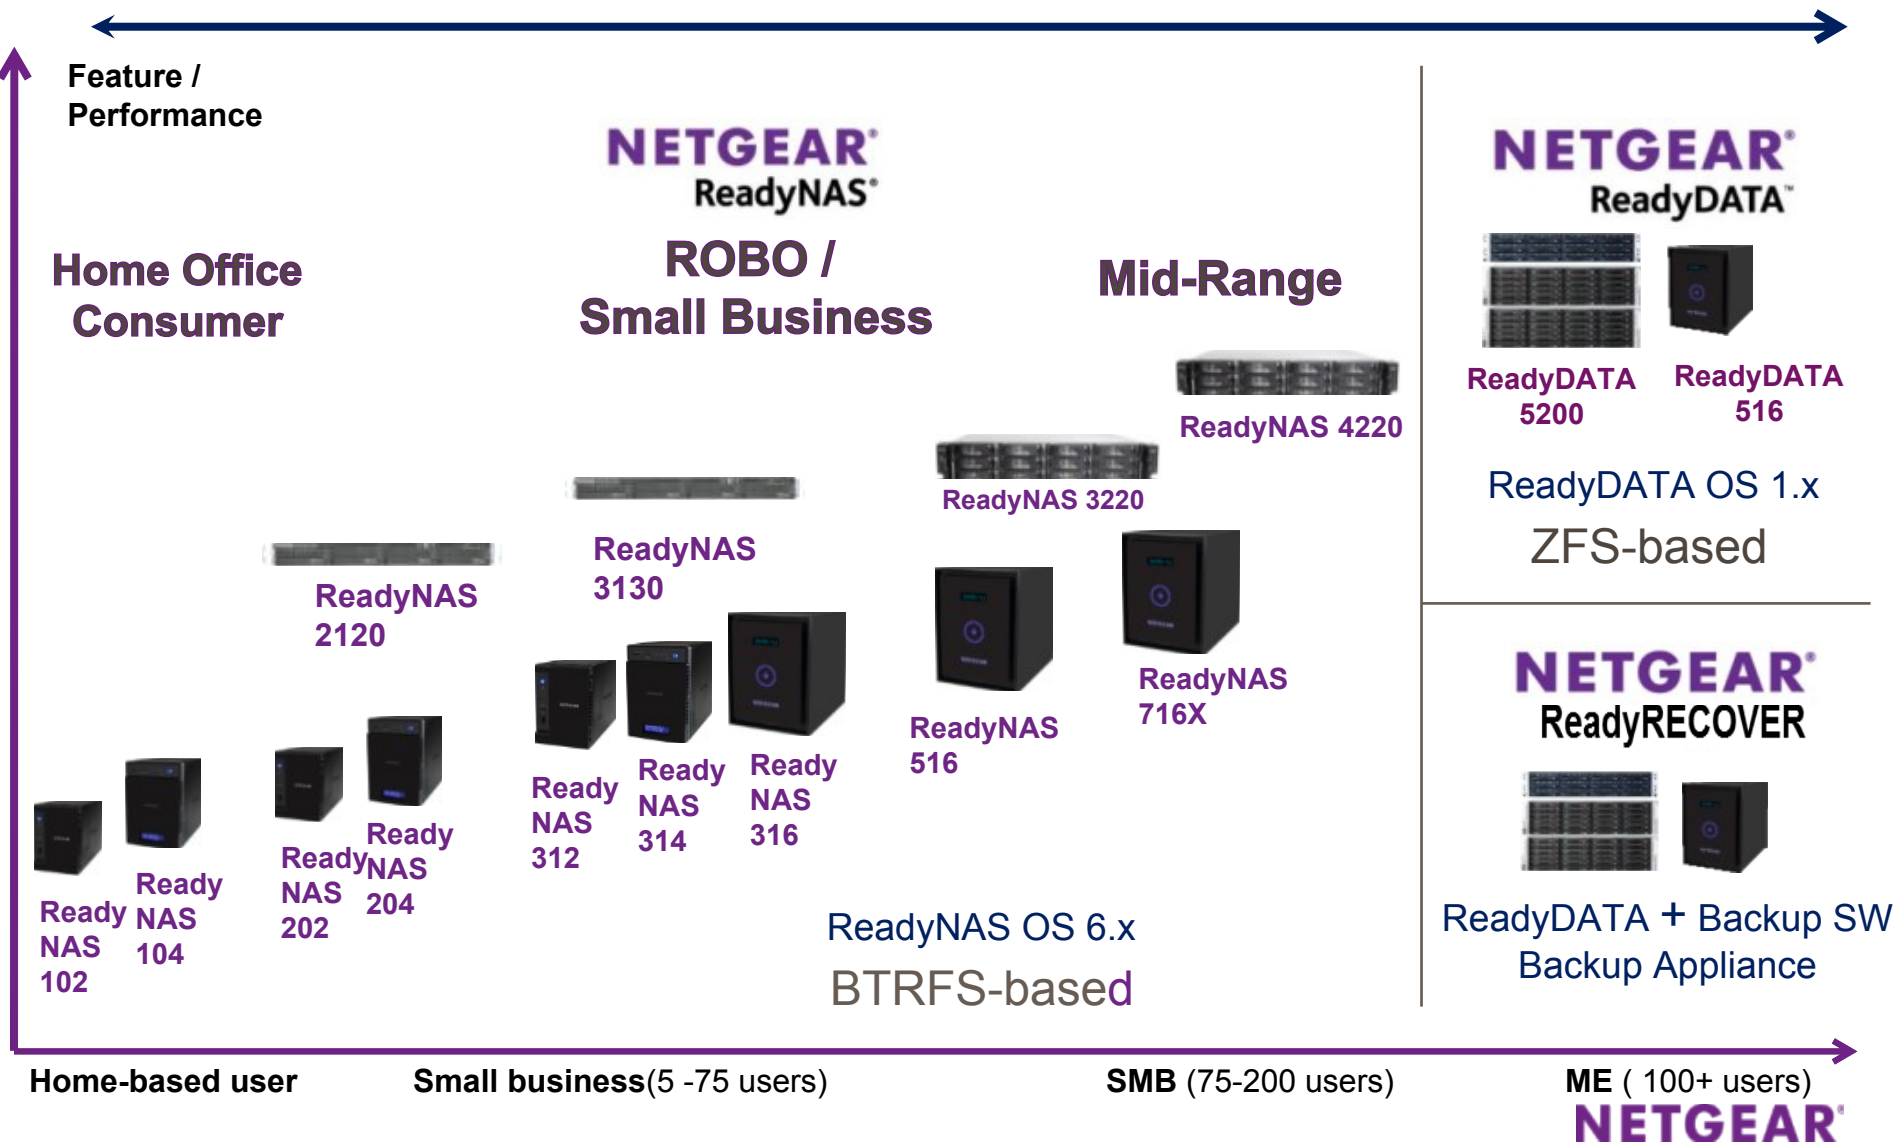 Feature /
Performance
NETGEAR®
ReadyNAS®
NETGEAR®
ReadyDATA™
Home Office
Consumer
ROBO /
Small Business
Mid-Range
ReadyDATA
5200
ReadyDATA
516
ReadyNAS 4220
ReadyNAS 3220
ReadyDATA OS 1.x
ZFS-based
ReadyNAS
2120
ReadyNAS
3130
ReadyNAS
516
ReadyNAS
716X
NETGEAR®
ReadyRECOVER
Ready
NAS
102
Ready
NAS
104
Ready
NAS
202
Ready
NAS
204
Ready
NAS
312
Ready
NAS
314
Ready
NAS
316
ReadyNAS OS 6.x
BTRFS-based
ReadyDATA + Backup SW
Backup Appliance
Home-based user
Small business(5 -75 users)
SMB (75-200 users)
ME ( 100+ users)
NETGEAR®